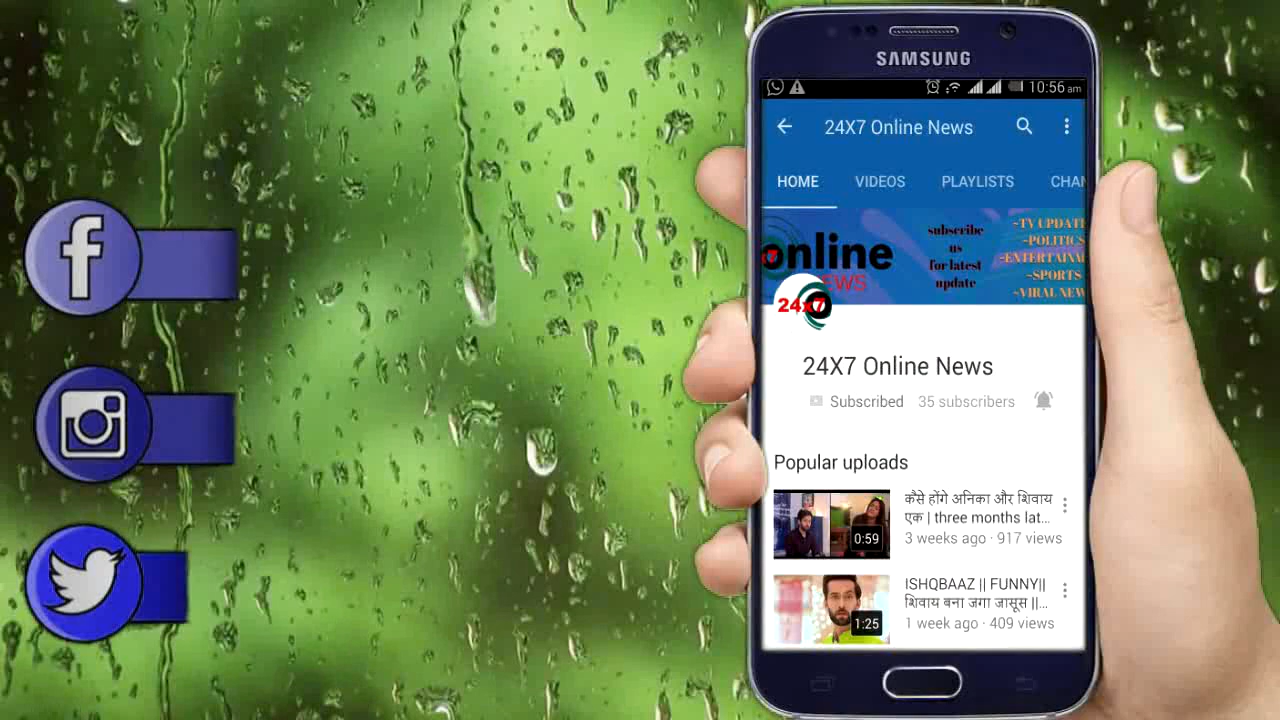 SAMSUNG
10:56 am
24X7 Online News
HOME VIDEOS PLAYLISTS CHAN
online
EWS
24x7
subscribe
us
for latest
update
~TV UPDATE
~POLITICS
~ENTERTAINM
~SPORTS
~VIRAL NEW
24X7 Online News
Subscribed 35 subscribers
Popular uploads
0:59
कैसे होंगे अनिका और शिवाय
एक | three months lat...
3 weeks ago · 917 views
1:25
ISHQBAAZ || FUNNY||
शिवाय बना जगा जासूस ||...
1 week ago · 409 views